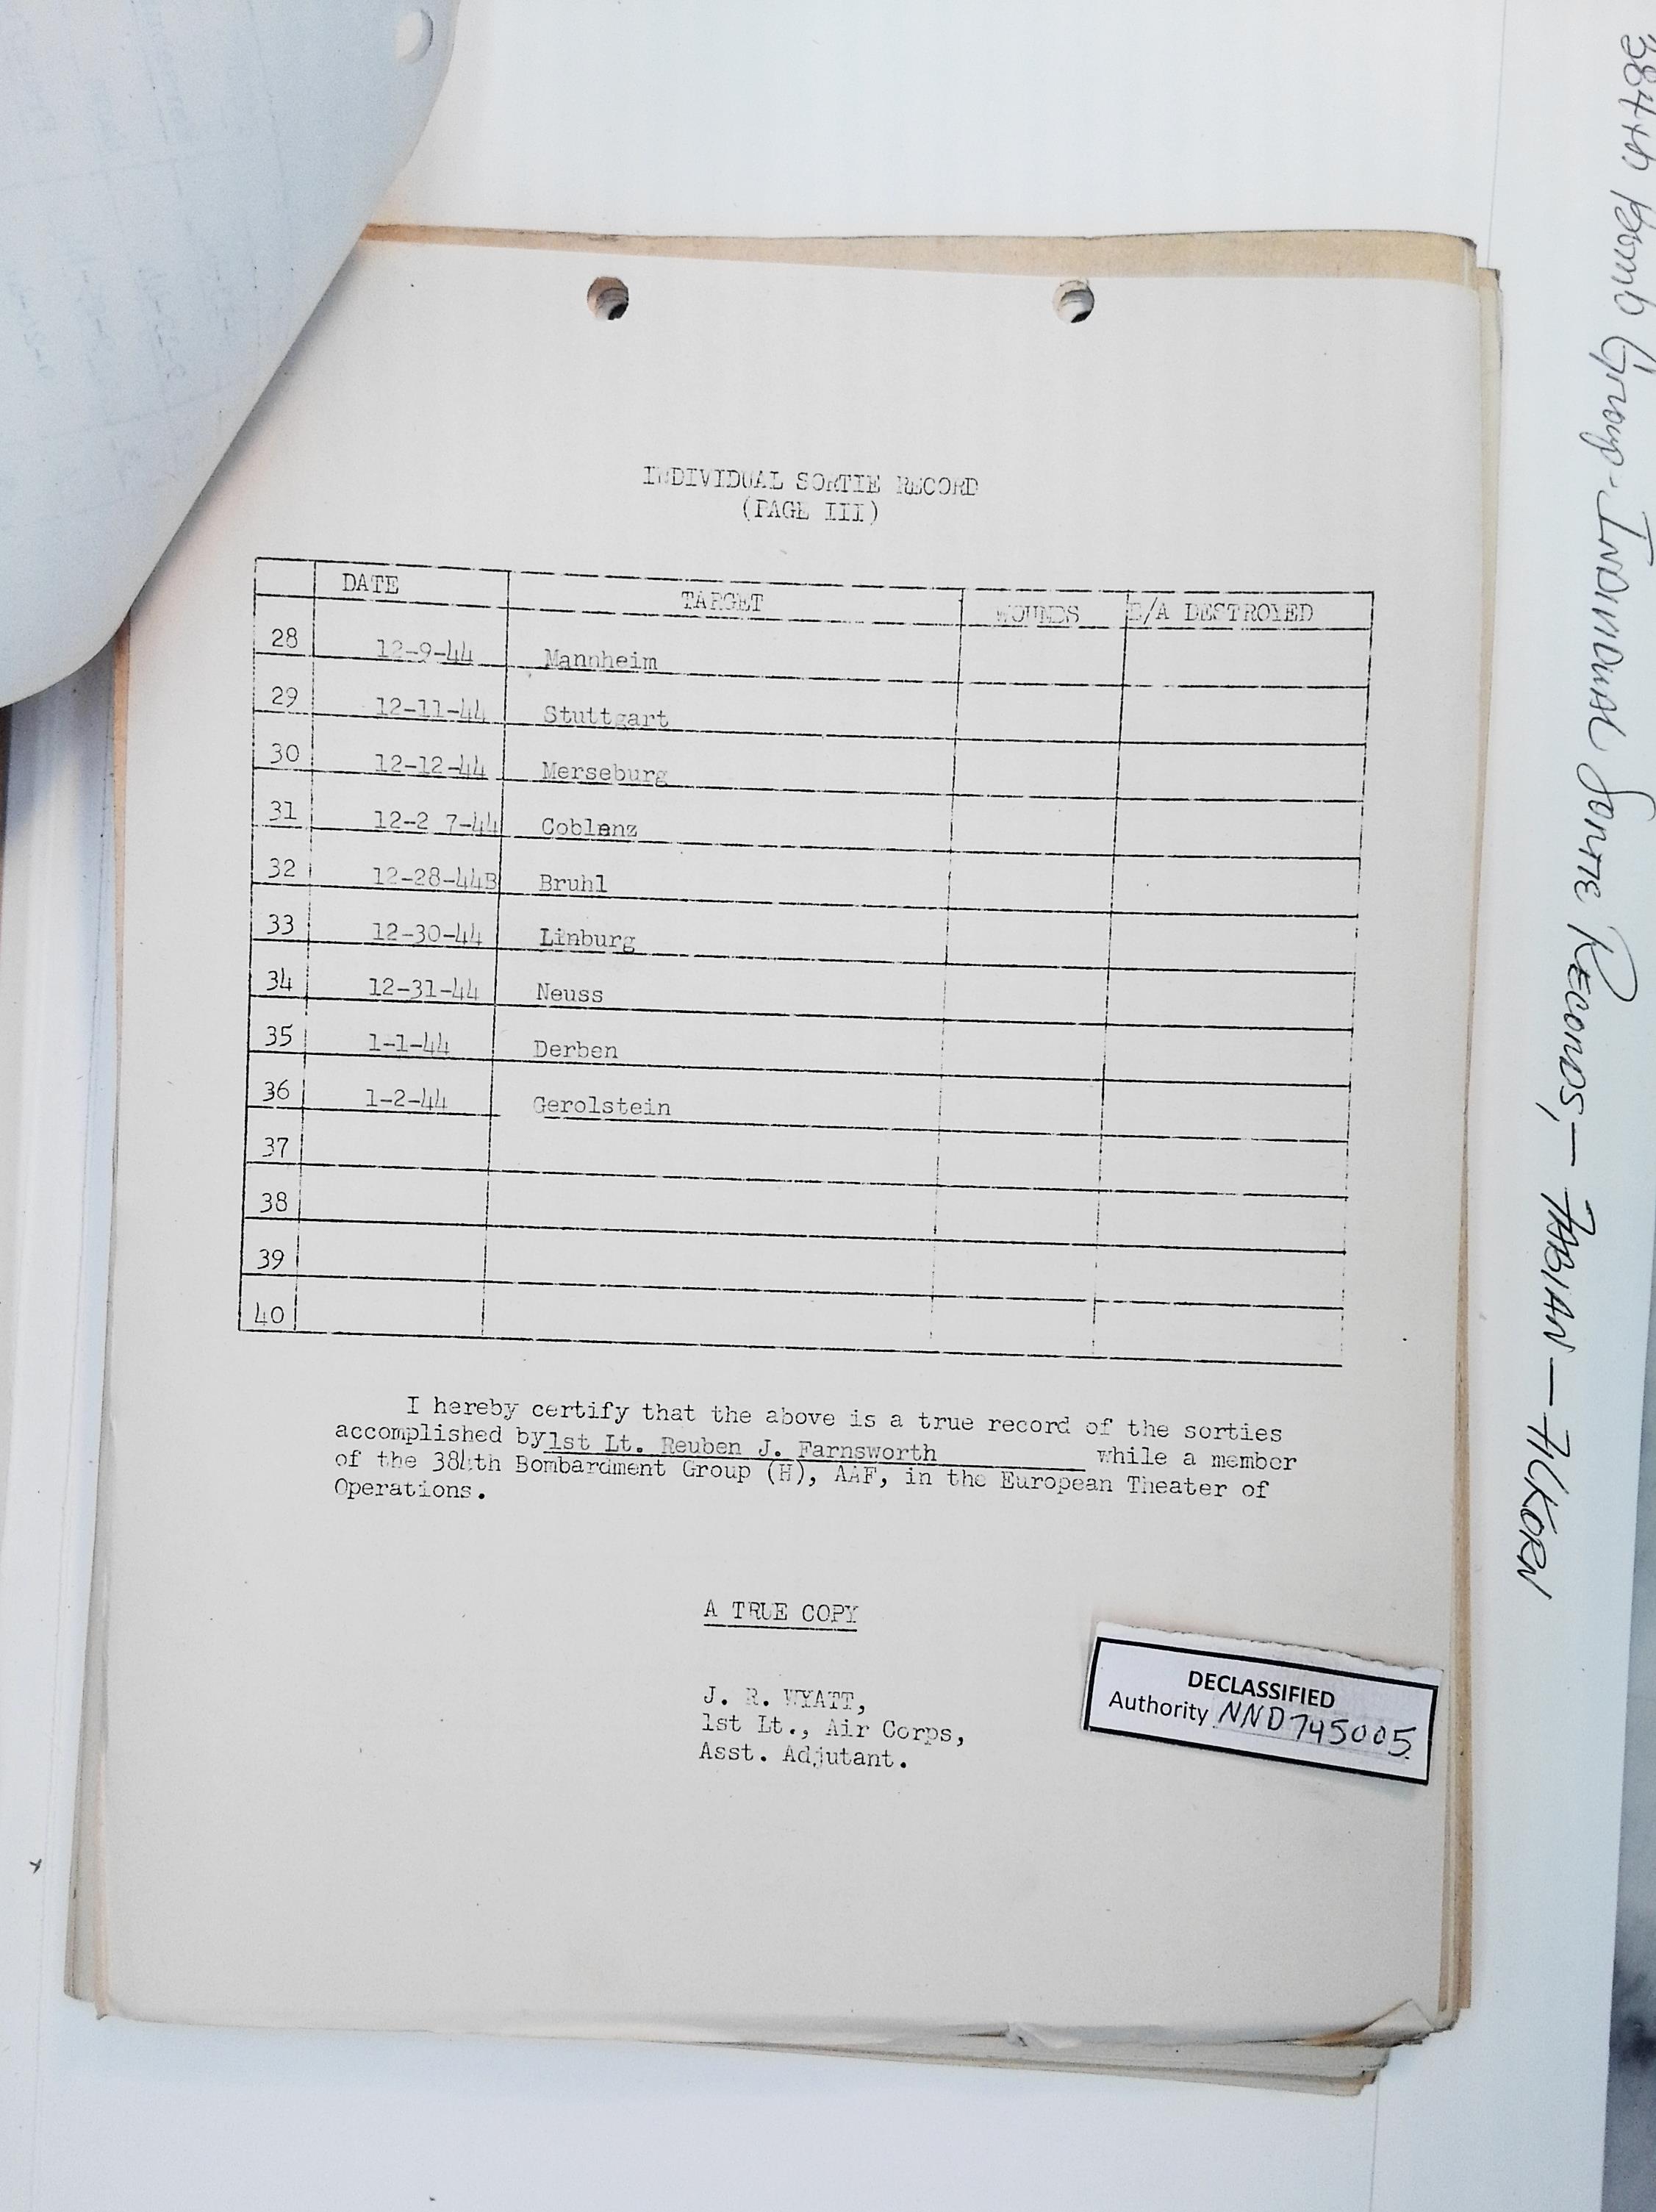 INDIVIDUAL SORTIE RECORD
(PAGE III)
DATE TARGET WOUNDS E/A DESTROYED
28 12-9-44 Mannheim
29 12-11-44 Stuttgart
30 12-12-44 Merseburg
31 12-2 7-44 Coblenz
32 12-28-44B Bruhl
33 12-30-44 Linburg
34 12-31-44 Neuss
35 1-1-44 Derben
36 1-2-44 Gerolstein
37
38
39
40
I hereby certify that the above is a true record of the sorties
accomplished by 1st Lt. Reuben J. Farnsworth while a member
of the 384th Bombardment Group (H), AAF, in the European Theater of
Operations.
A TRUE COPY
J. R. WYATT,
1st Lt., Air Corps,
Asst. Adjutant.
DECLASSIFIED
Authority NND745005
384th Bomb Group-Individual Sortie Records,- FABIAN-